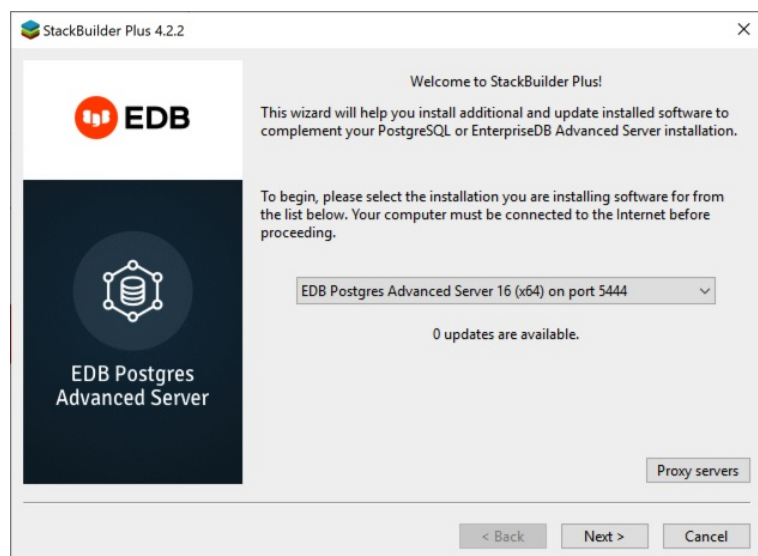 StackBuilder Plus 4.2.2
EDB
EDB Postgres
Advanced Server
Welcome to StackBuilder Plus!
This wizard will help you install additional and update installed software to
complement your PostgreSQL or EnterpriseDB Advanced Server installation.
To begin, please select the installation you are installing software for from
the list below. Your computer must be connected to the Internet before
proceeding.
EDB Postgres Advanced Server 16 (x64) on port 5444
0 updates are available.
Proxy servers
< Back
Next >
Cancel